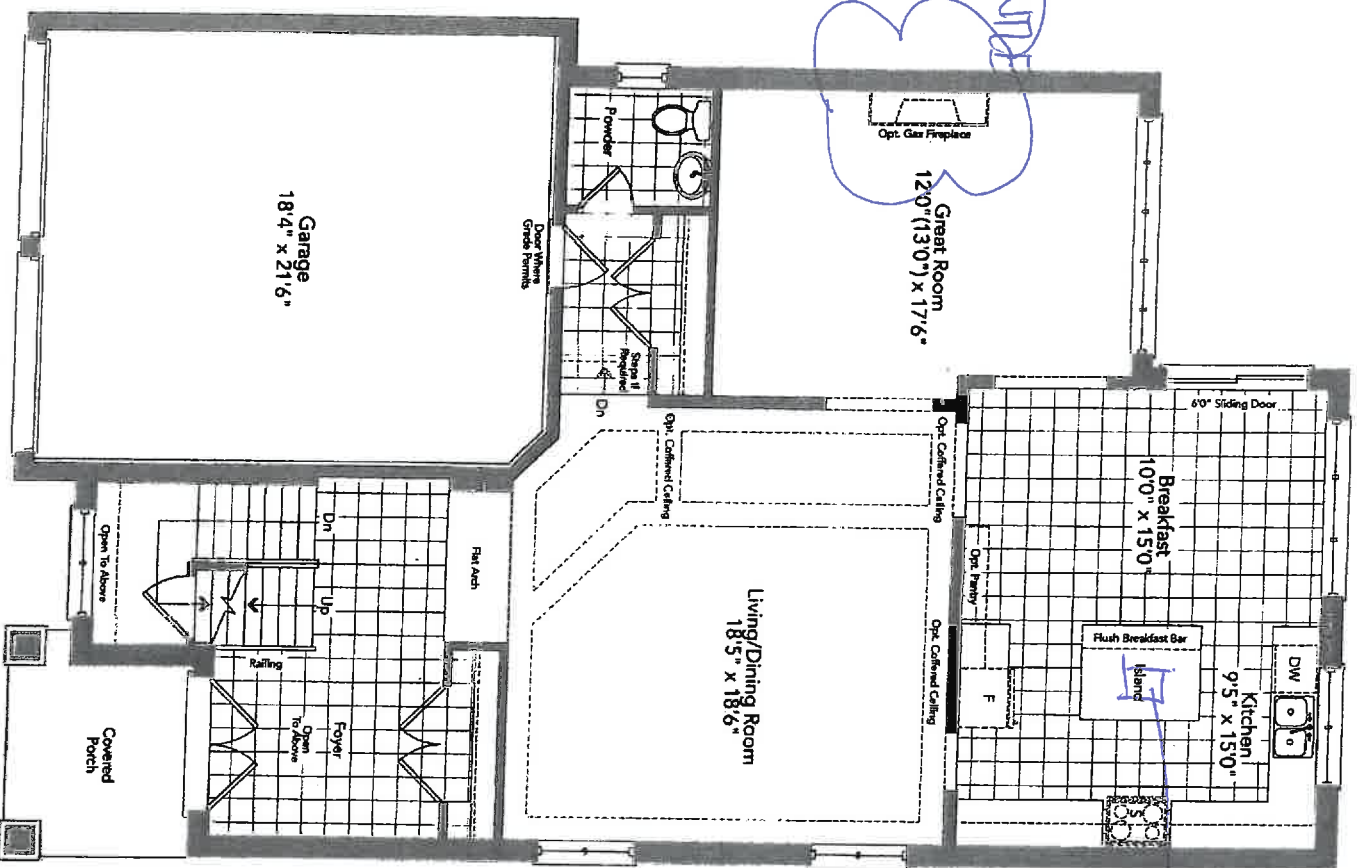 6'0" Sliding Door
Breakfast
10'0" x 15'0"
Kitchen
9'5" x 15'0"
DW
Flush Breakfast Bar
Island
F
S
Opt. Pantry
Great Room
12'0"(13'0") x 17'6"
Opt. Gas Fireplace
Opt. Coffered Ceiling
Opt. Coffered Ceiling
Opt. Coffered Ceiling
Living/Dining Room
18'5" x 18'6"
Powder
Door Where
Grade Permits
Steps If
Required
Dn
Garage
18'4" x 21'6"
Flat Arch
Dn
Up
Railing
Open To Above
Foyer
Open
To Above
Covered
Porch